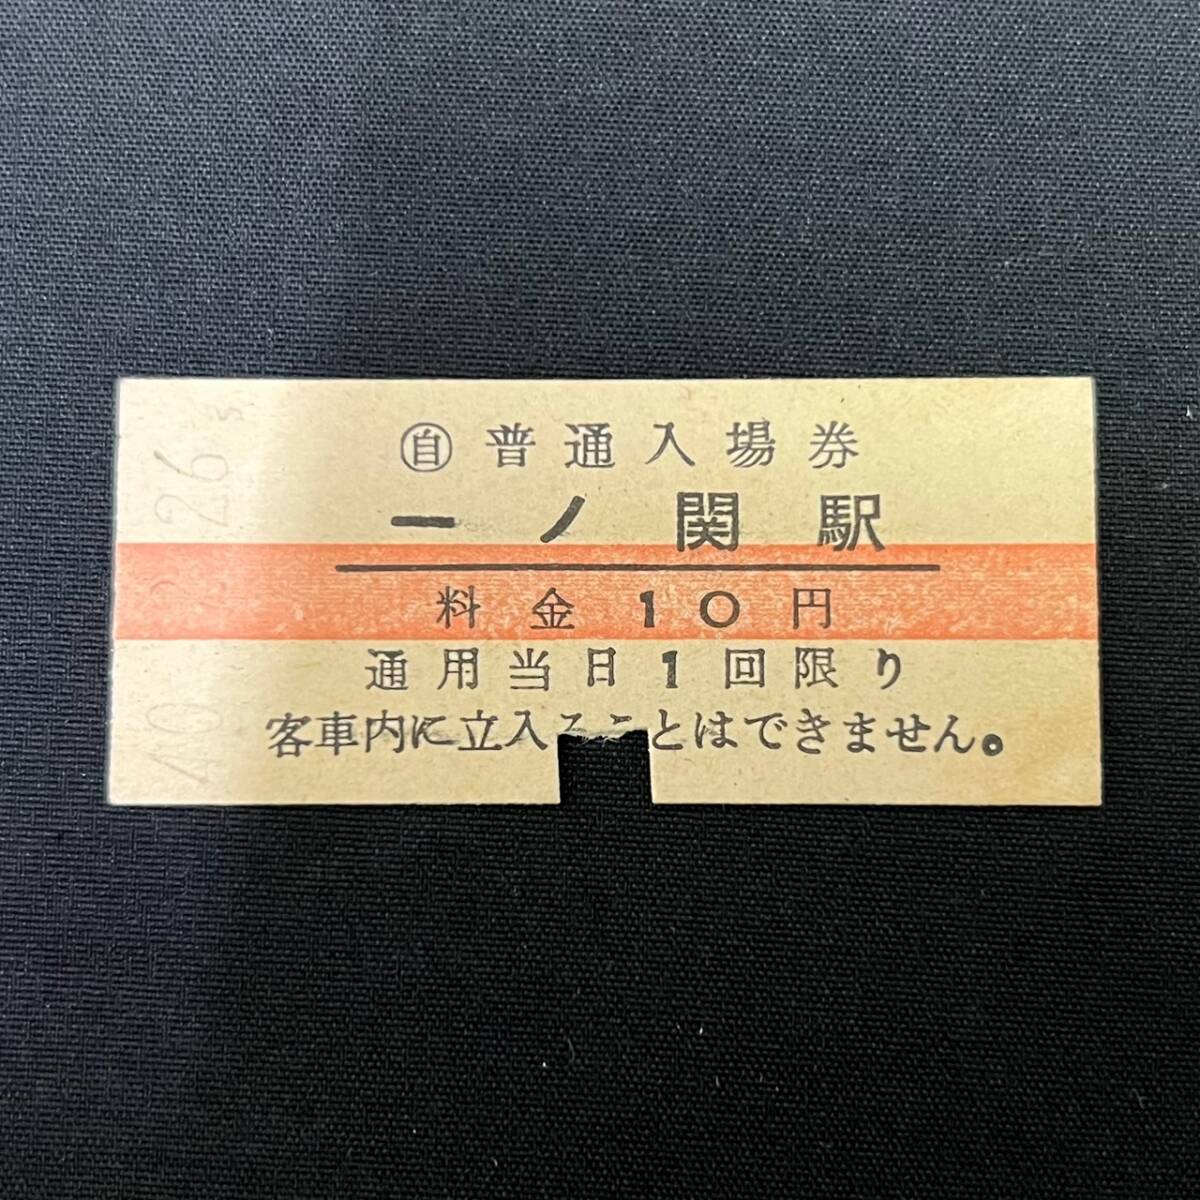 ㊀自 普通入場券
一ノ関駅
料金10円
通用当日1回限り
客車内に立入ることはできません。
26
40